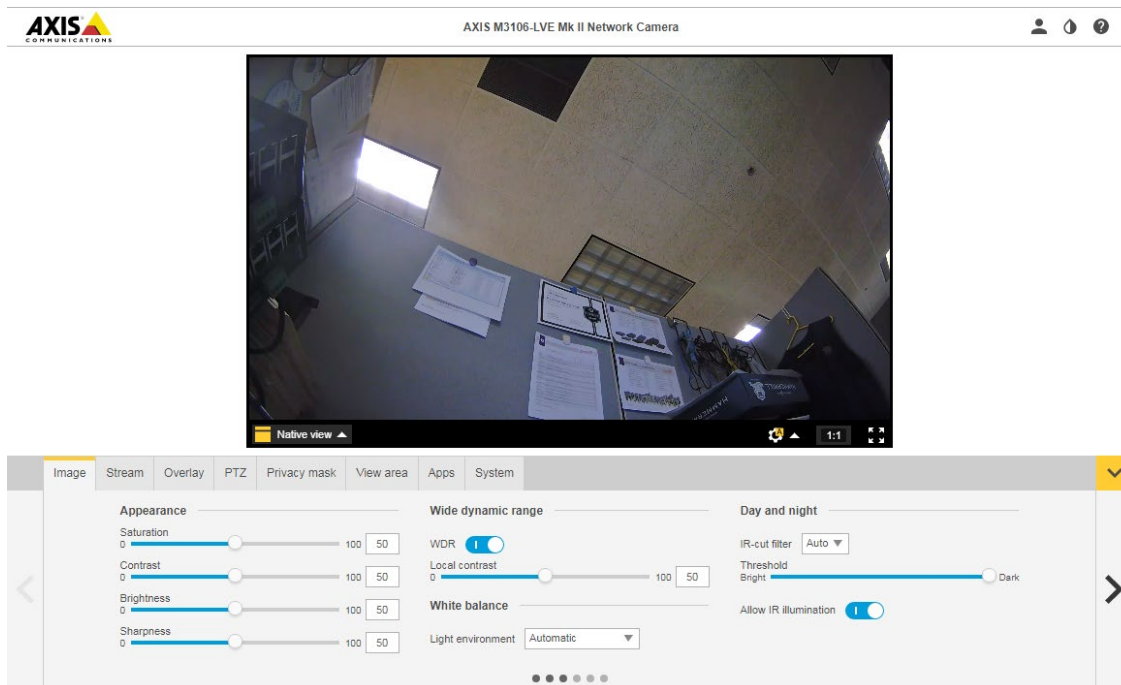 AXIS
COMMUNICATIONS
AXIS M3106-LVE Mk II Network Camera
Native view
A
1:1
Image Stream Overlay PTZ Privacy mask View area Apps System
Appearance
Saturation
0 100 50
Contrast
0 100 50
Brightness
0 100 50
Sharpness
0 100 50
Wide dynamic range
WDR
Local contrast
0 100 50
White balance
Light environment Automatic
Day and night
IR-cut filter Auto
Threshold
Bright Dark
Allow IR illumination